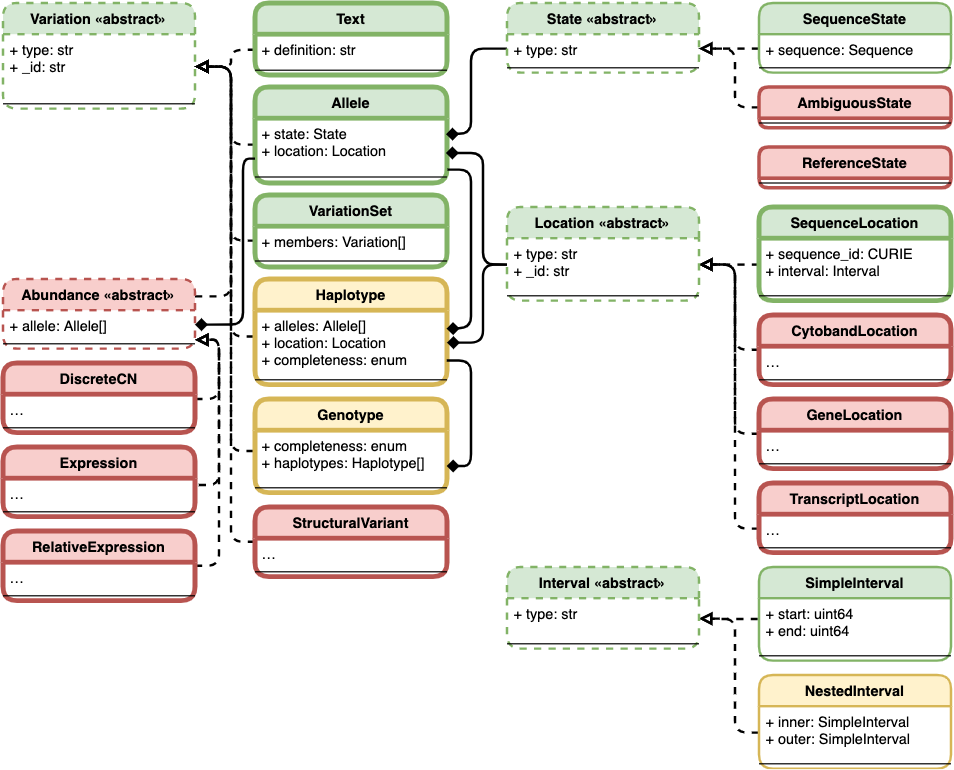 Variation «abstract»
+ type: str
+ _id: str
Abundance «abstract»
+ allele: Allele[]
DiscreteCN
...
Expression
...
RelativeExpression
...
Text
+ definition: str
Allele
+ state: State
+ location: Location
VariationSet
+ members: Variation[]
Haplotype
+ alleles: Allele[]
+ location: Location
+ completeness: enum
Genotype
+ completeness: enum
+ haplotypes: Haplotype[]
StructuralVariant
...
State «abstract»
+ type: str
Location «abstract»
+ type: str
+ _id: str
Interval «abstract»
+ type: str
SequenceState
+ sequence: Sequence
AmbiguousState
ReferenceState
SequenceLocation
+ sequence_id: CURIE
+ interval: Interval
CytobandLocation
...
GeneLocation
...
TranscriptLocation
...
SimpleInterval
+ start: uint64
+ end: uint64
NestedInterval
+ inner: SimpleInterval
+ outer: SimpleInterval